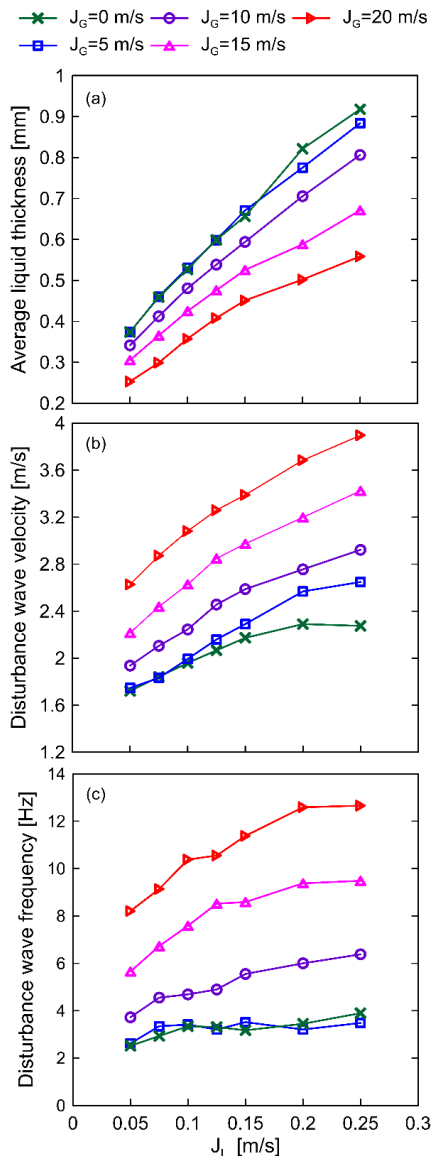 J_G=0 m/s J_G=10 m/s J_G=20 m/s
J_G=5 m/s J_G=15 m/s
(a)
1
0.9
0.8
0.7
0.6
0.5
0.4
0.3
0.2
Average liquid thickness [mm]
(b)
4
3.6
3.2
2.8
2.4
2
1.6
1.2
Disturbance wave velocity [m/s]
(c)
14
12
10
8
6
4
2
0
Disturbance wave frequency [Hz]
0 0.05 0.1 0.15 0.2 0.25 0.3
J_L [m/s]